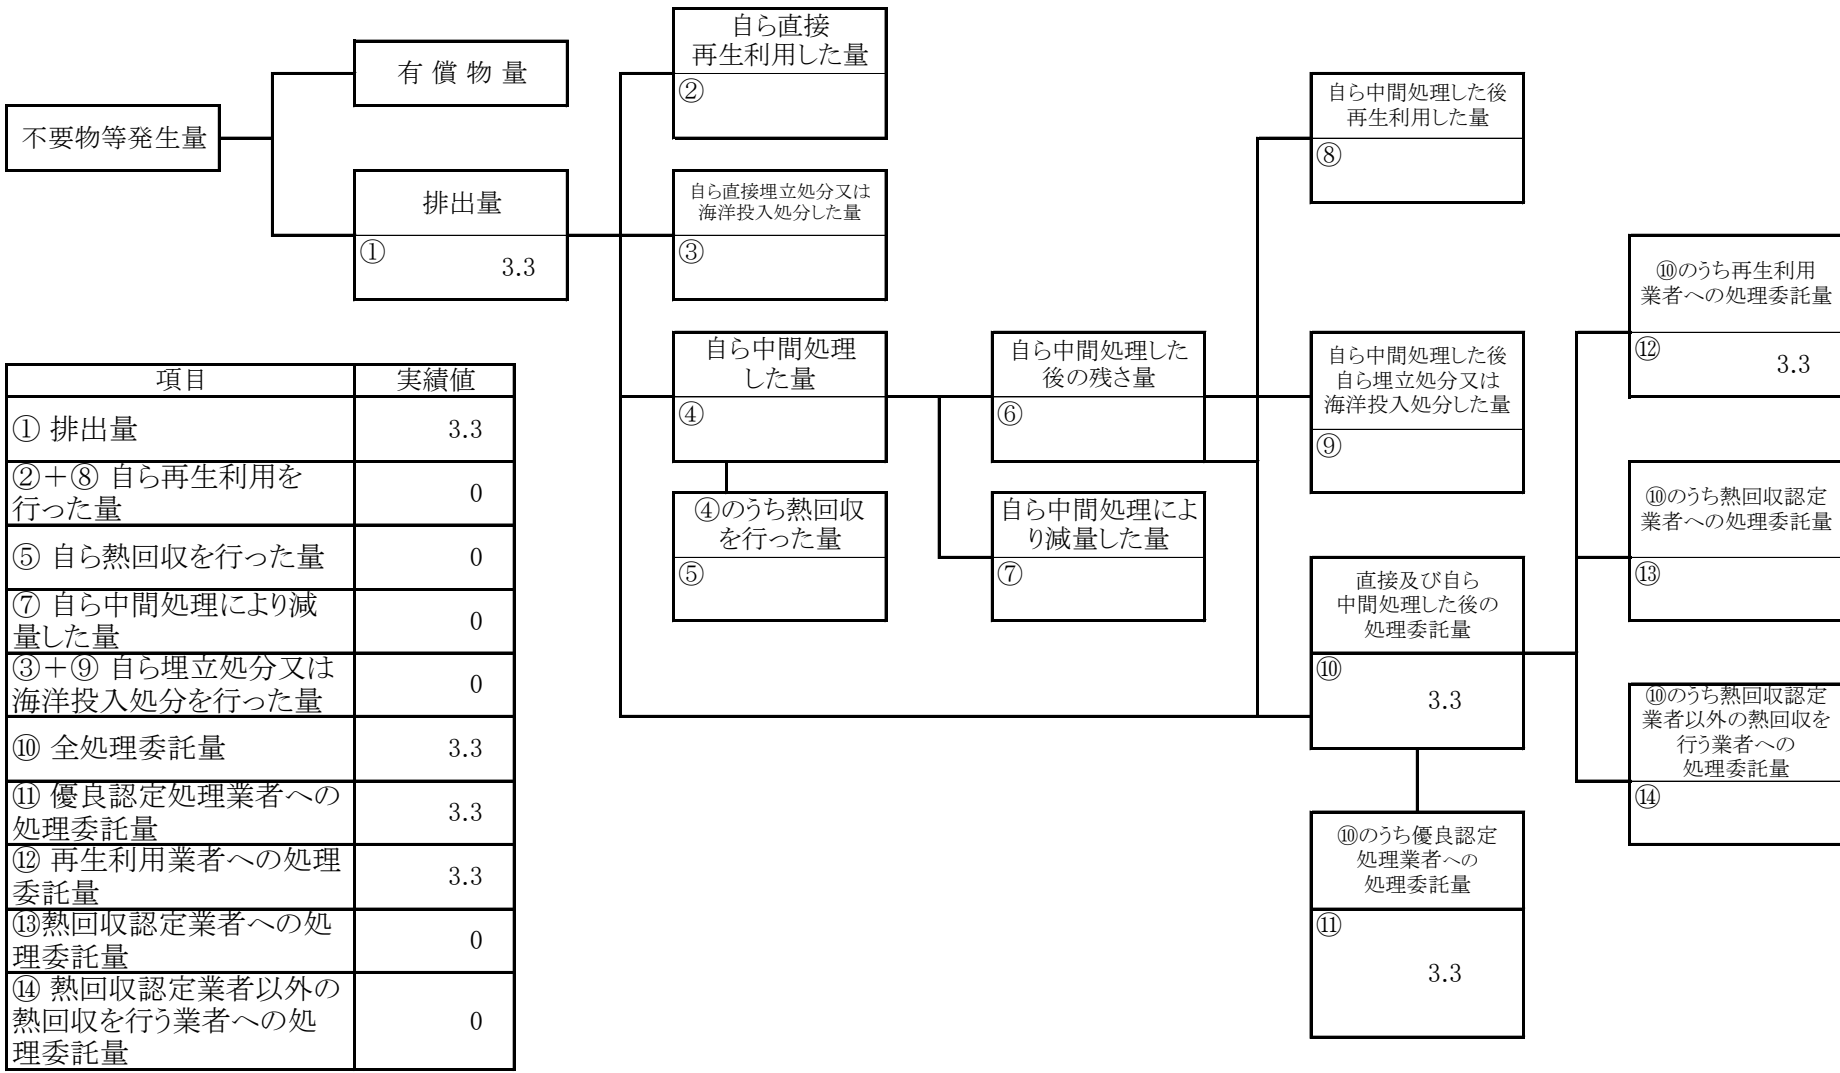 不要物等発生量
有 償 物 量
排出量
①
3.3
自ら直接
再生利用した量
②
自ら直接埋立処分又は
海洋投入処分した量
③
自ら中間処理
した量
④
④のうち熱回収
を行った量
⑤
自ら中間処理した
後の残さ量
⑥
自ら中間処理によ
り減量した量
⑦
自ら中間処理した後
再生利用した量
⑧
自ら中間処理した後
自ら埋立処分又は
海洋投入処分した量
⑨
直接及び自ら
中間処理した後の
処理委託量
⑩
3.3
⑩のうち優良認定
処理業者への
処理委託量
⑪
3.3
⑩のうち再生利用
業者への処理委託量
⑫
3.3
⑩のうち熱回収認定
業者への処理委託量
⑬
⑩のうち熱回収認定
業者以外の熱回収を
行う業者への
処理委託量
⑭
項目 実績値
① 排出量 3.3
②＋⑧ 自ら再生利用を
行った量 0
⑤ 自ら熱回収を行った量 0
⑦ 自ら中間処理により減
量した量 0
③＋⑨ 自ら埋立処分又は
海洋投入処分を行った量 0
⑩ 全処理委託量 3.3
⑪ 優良認定処理業者への
処理委託量 3.3
⑫ 再生利用業者への処理
委託量 3.3
⑬熱回収認定業者への処
理委託量 0
⑭ 熱回収認定業者以外の
熱回収を行う業者への処
理委託量 0